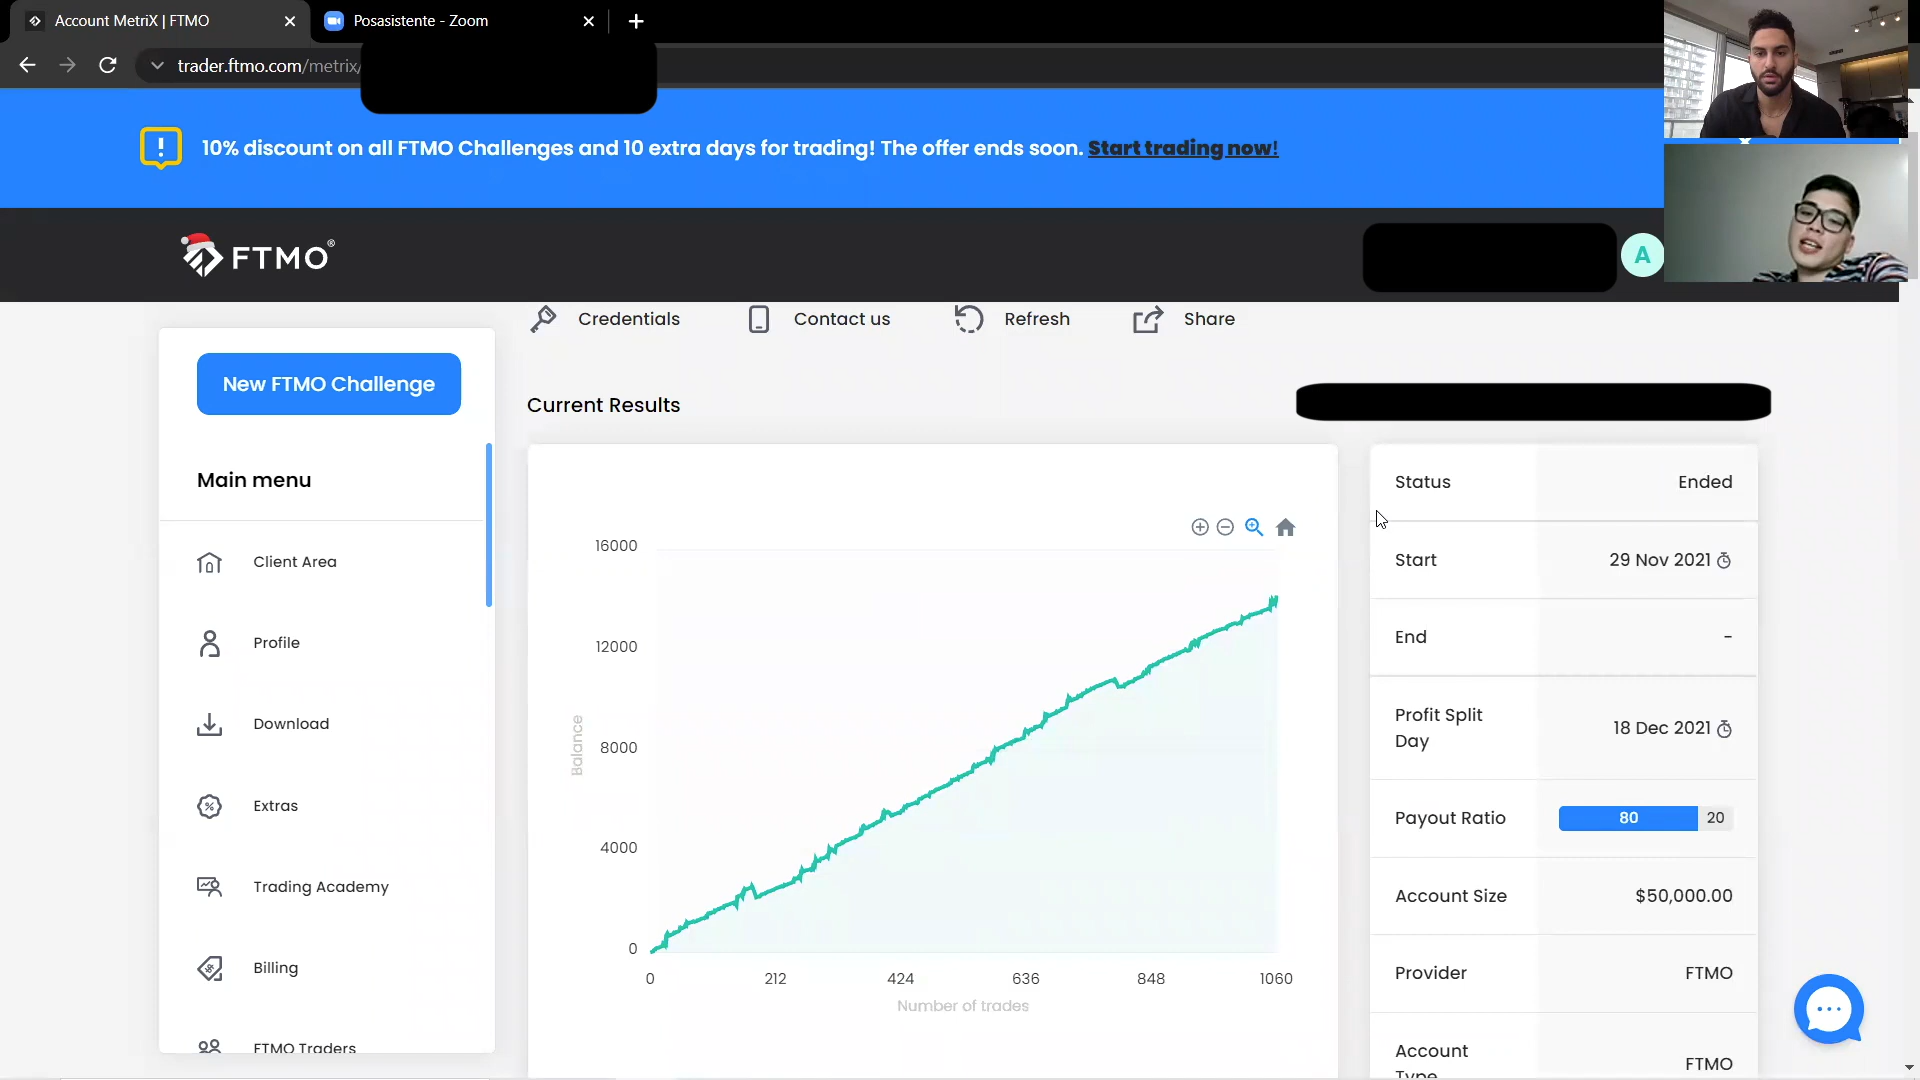 Account MetriX | FTMO
Posasistente - Zoom
trader.ftmo.com/metrix/
10% discount on all FTMO Challenges and 10 extra days for trading! The offer ends soon. Start trading now!
FTMO®
A
Credentials
Contact us
Refresh
Share
New FTMO Challenge
Main menu
Client Area
Profile
Download
Extras
Trading Academy
Billing
FTMO Traders
Current Results
16000
12000
8000
4000
0
Balance
0 212 424 636 848 1060
Number of trades
Status Ended
Start 29 Nov 2021
End -
Profit Split
Day
18 Dec 2021
Payout Ratio 80 20
Account Size $50,000.00
Provider FTMO
Account
Type
FTMO